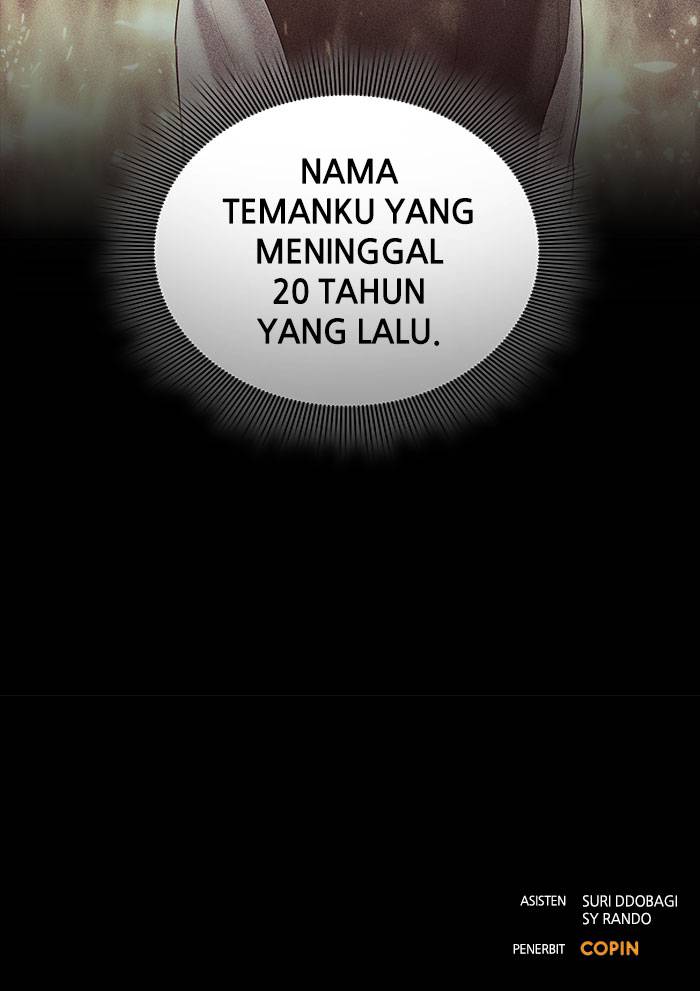 NAMA
TEMANKU YANG
MENINGGAL
20 TAHUN
YANG LALU.
ASISTEN SURI DDOBAGI
SY RANDO
PENERBIT COPIN